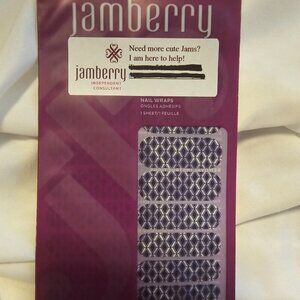 jamberry
Need more cute Jams?
I am here to help!
jamberry
INDEPENDENT
CONSULTANT
NAIL WRAPS
ONGLES ADHÉSIFS
1 SHEET/1 FEUILLE